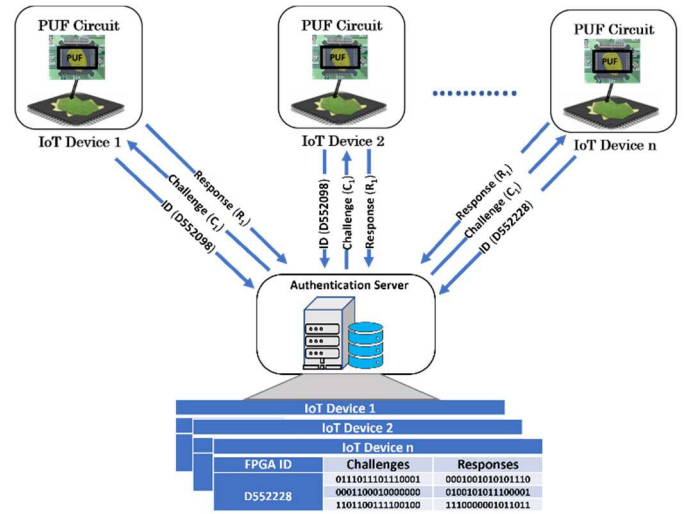 PUF Circuit
PUF
IoT Device 1
PUF Circuit
PUF
IoT Device 2
PUF Circuit
PUF
IoT Device n
Response (R1)
Challenge (C1)
ID (D552098)
ID (D552098)
Challenge (C1)
Response (R1)
Response (R1)
Challenge (C1)
ID (D552228)
Authentication Server
IoT Device 1
IoT Device 2
IoT Device n
FPGA ID Challenges Responses
D552228
0111011101110001 0001001010101110
0001100010000000 0100101011100001
1101100111100100 1110000001011011